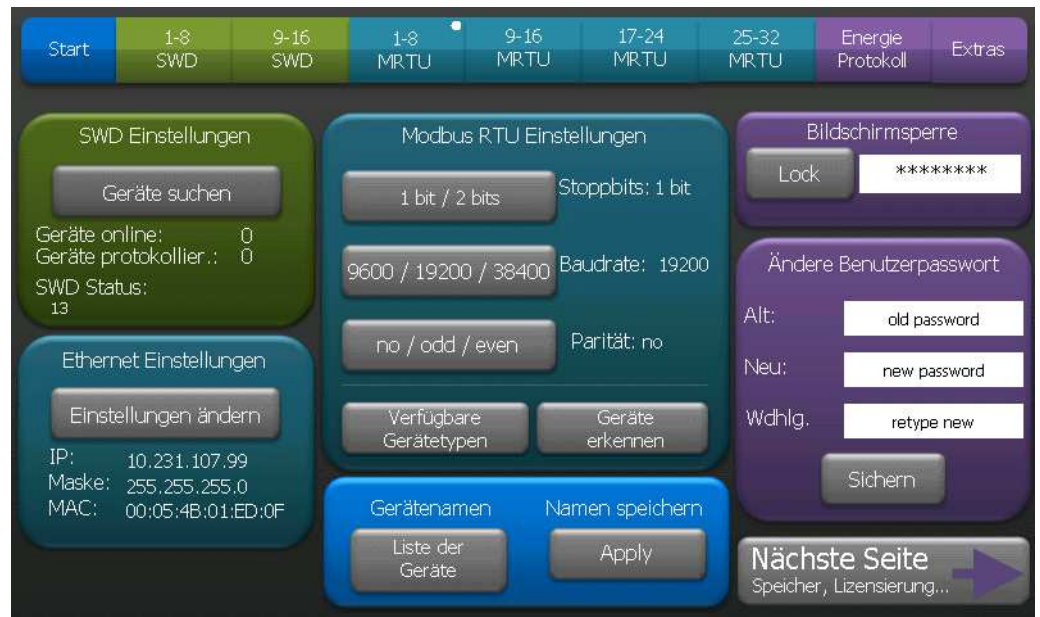 Start
1-8
SWD
9-16
SWD
1-8
MRTU
9-16
MRTU
17-24
MRTU
25-32
MRTU
Energie
Protokoll
Extras
SWD Einstellungen
Geräte suchen
Geräte online: 0
Geräte protokollier.: 0
SWD Status:
13
Ethernet Einstellungen
Einstellungen ändern
IP: 10.231.107.99
Maske: 255.255.255.0
MAC: 00:05:4B:01:ED:0F
Modbus RTU Einstellungen
1 bit / 2 bits
Stoppbits: 1 bit
9600 / 19200 / 38400
Baudrate: 19200
no / odd / even
Parität: no
Verfügbare
Gerätetypen
Geräte
erkennen
Gerätenamen
Namen speichern
Liste der
Geräte
Apply
Bildschirmsperre
Lock
********
Ändere Benutzerpasswort
Alt: old password
Neu: new password
Wdhlg. retype new
Sichern
Nächste Seite
Speicher, Lizensierung...